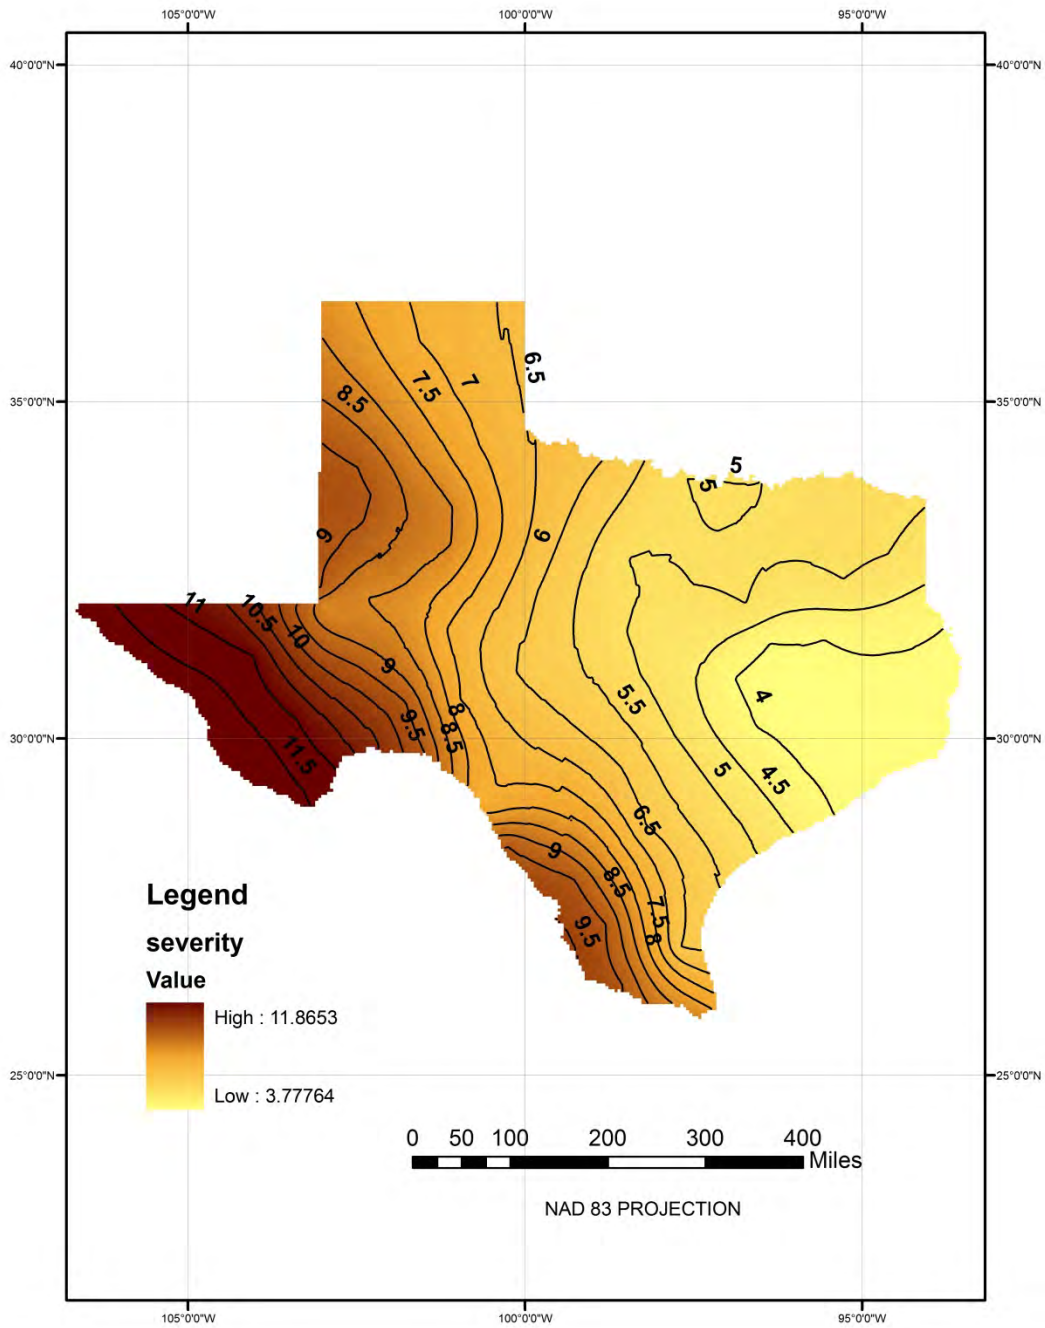 105°0'0"W 100°0'0"W 95°0'0"W
40°0'0"N 40°0'0"N
6.5
7.5 7
8.5
35°0'0"N 35°0'0"N
5
5
9 6
11 10.5
10
9
4
5.5
8
9.5 8.5
30°0'0"N 30°0'0"N
11.5 5 4.5
6.5
9
8.5
7.5
9.5 8
Legend
severity
Value
High : 11.8653
Low : 3.77764
25°0'0"N 25°0'0"N
0 50 100 200 300 400
Miles
NAD 83 PROJECTION
105°0'0"W 100°0'0"W 95°0'0"W